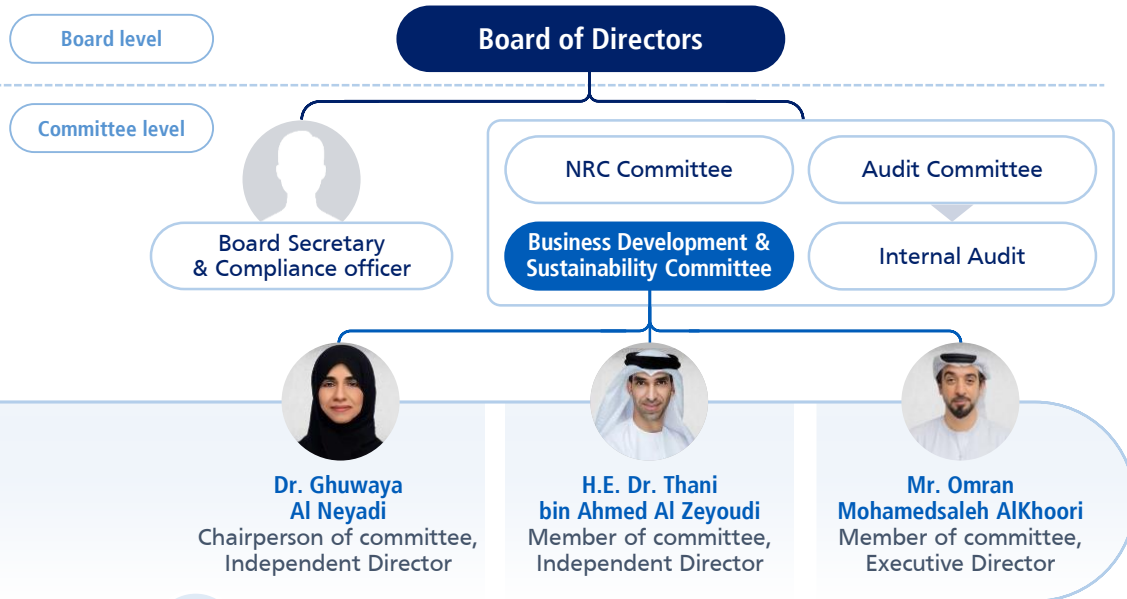 Board level
Board of Directors
Committee level
NRC Committee
Audit Committee
Board Secretary
& Compliance officer
Business Development &
Sustainability Committee
Internal Audit
Dr. Ghuwaya
Al Neyadi
Chairperson of committee,
Independent Director
H.E. Dr. Thani
bin Ahmed Al Zeyoudi
Member of committee,
Independent Director
Mr. Omran
Mohamedsaleh AlKhoori
Member of committee,
Executive Director